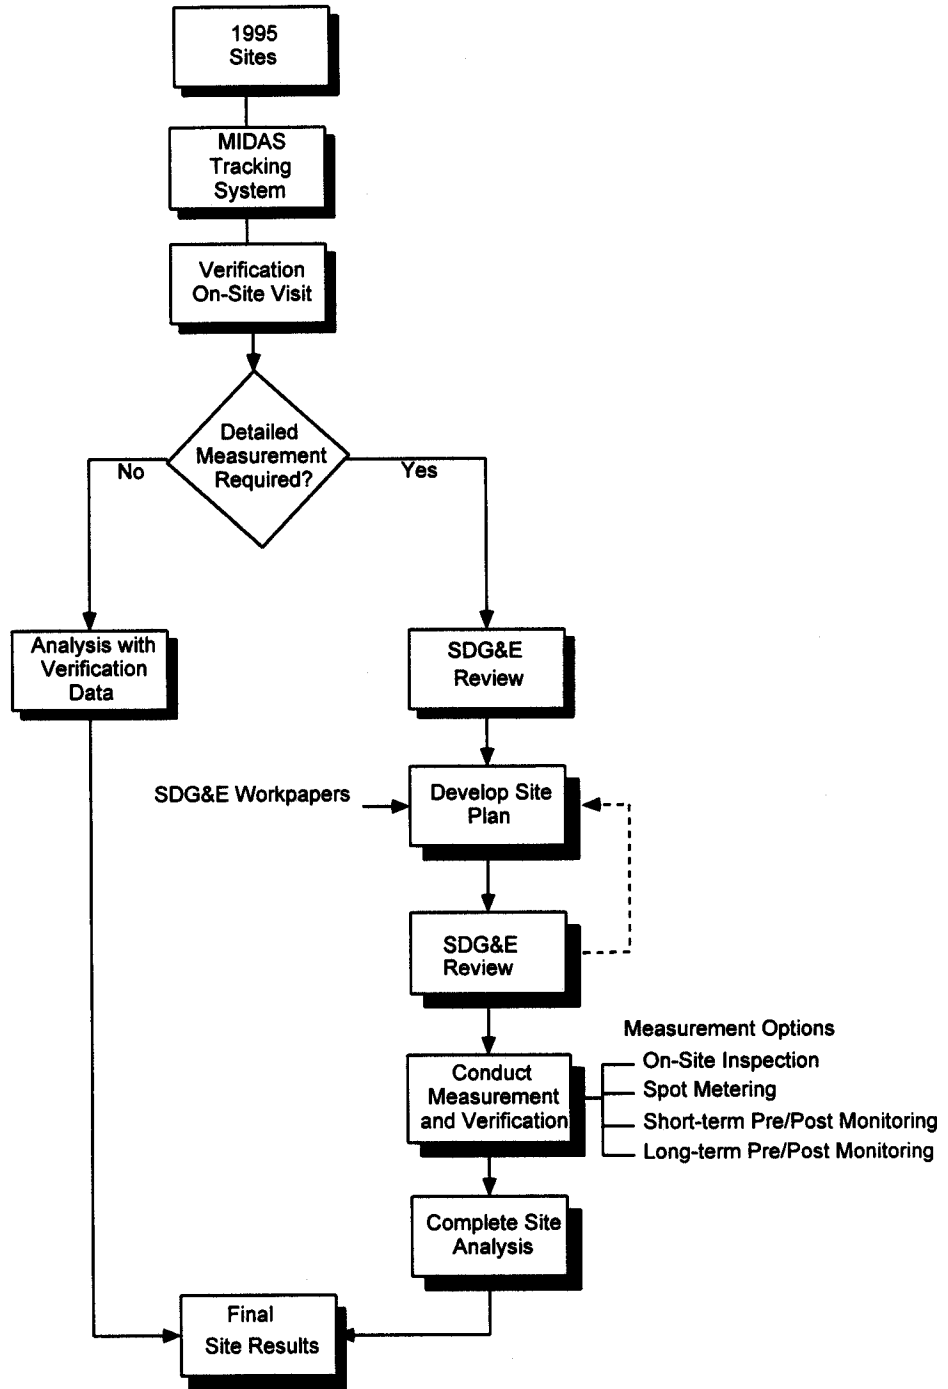 1995
Sites
MIDAS
Tracking
System
Verification
On-Site Visit
Detailed
Measurement
Required?
No
Yes
Analysis with
Verification
Data
SDG&E
Review
SDG&E Workpapers
Develop Site
Plan
SDG&E
Review
Measurement Options
On-Site Inspection
Spot Metering
Short-term Pre/Post Monitoring
Long-term Pre/Post Monitoring
Conduct
Measurement
and Verification
Complete Site
Analysis
Final
Site Results